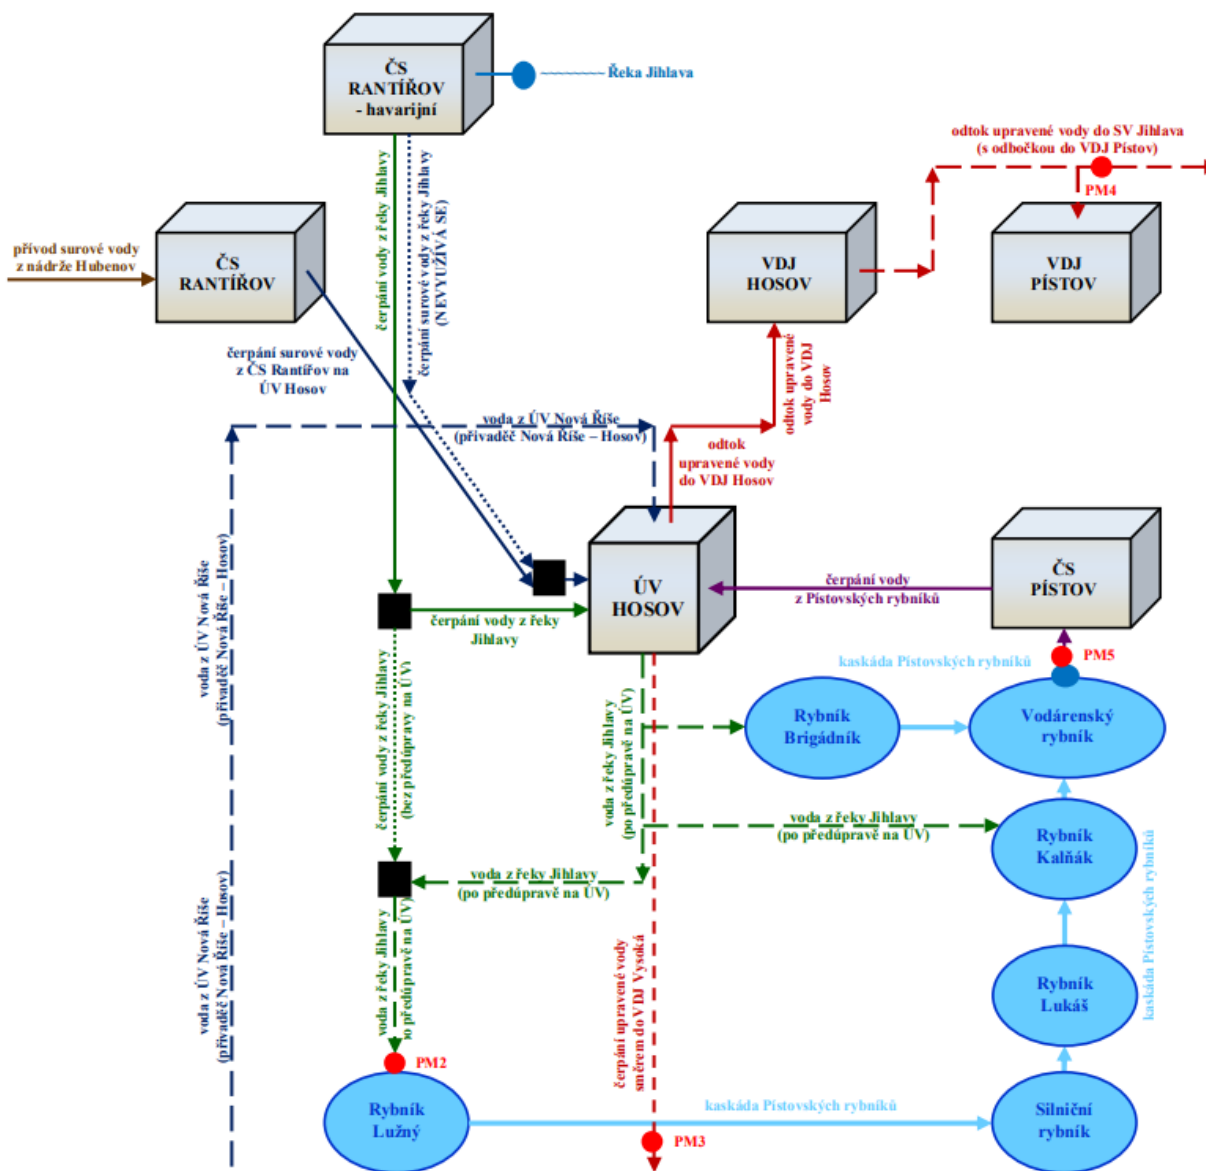 ČS
RANTÍŘOV
- havarijní
Řeka Jihlava
odtok upravené vody do SV Jihlava
(s odbočkou do VDJ Pístov)
PM4
přívod surové vody
z nádrže Hubenov
ČS
RANTÍŘOV
čerpání vody z řeky Jihlavy
čerpání surové vody z řeky Jihlavy
(NEVYUŽÍVÁ SE)
VDJ
HOSOV
VDJ
PÍSTOV
čerpání surové vody
z ČS Rantířov na
ÚV Hosov
odtok upravené
vody do VDJ
Hosov
voda z ÚV Nová Říše
(přivaděč Nová Říše – Hosov)
odtok
upravené vody
do VDJ Hosov
voda z ÚV Nová Říše
(přivaděč Nová Říše – Hosov)
ÚV
HOSOV
čerpání vody
z Pístovských rybníků
ČS
PÍSTOV
čerpání vody z řeky
Jihlavy
kaskáda Pístovských rybníků
PM5
čerpání vody z řeky Jihlavy
(bez předúpravy na ÚV)
voda z řeky Jihlavy
(po předúpravě na ÚV)
Rybník
Brigádník
Vodárenský
rybník
voda z řeky Jihlavy
(po předúpravě na ÚV)
Rybník
Kalňák
voda z řeky Jihlavy
(po předúpravě na ÚV)
kaskáda Pístovských rybníků
voda z ÚV Nová Říše
(přivaděč Nová Říše – Hosov)
voda z řeky Jihlavy
po předúpravě na ÚV)
čerpání upravené vody
směrem do VDJ Vysoká
Rybník
Lukáš
PM2
Rybník
Lužný
kaskáda Pístovských rybníků
Silniční
rybník
PM3